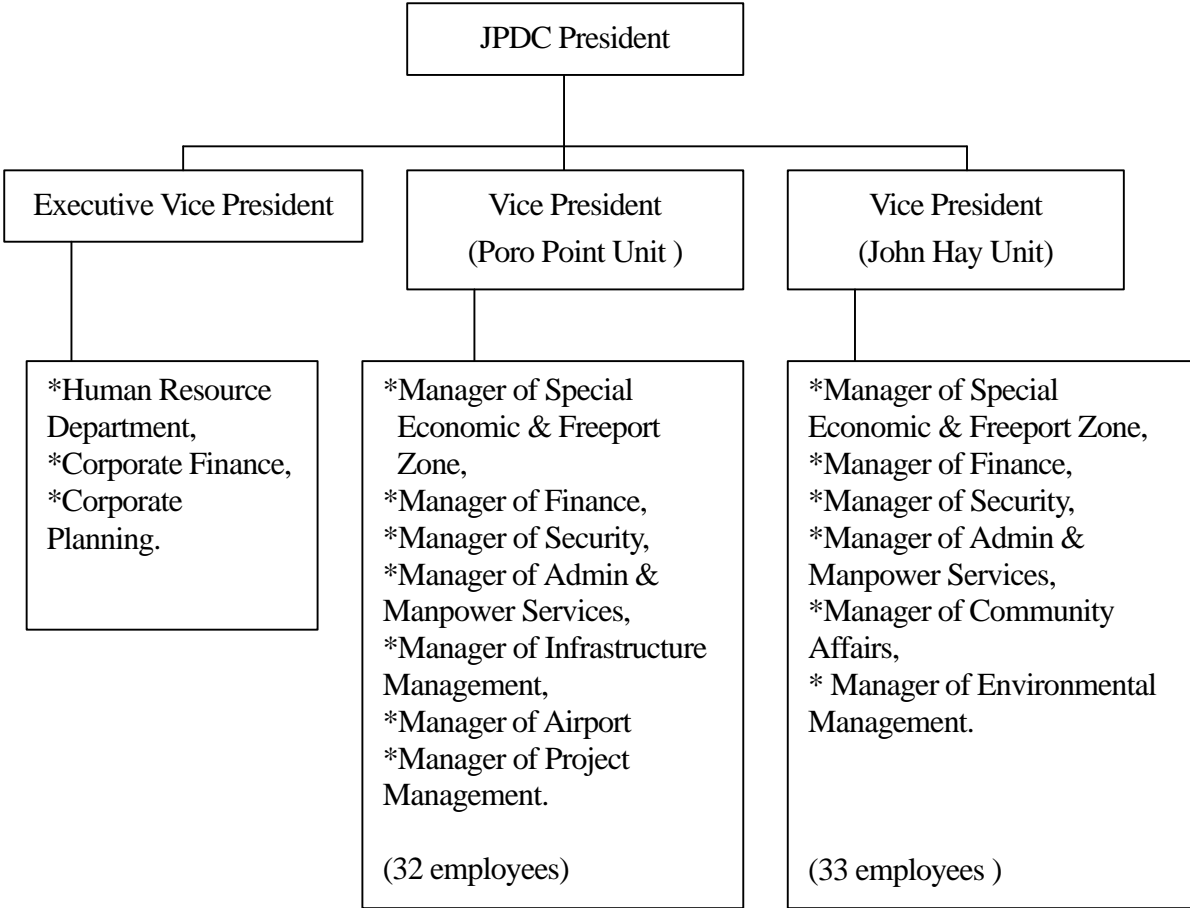 JPDC President
Executive Vice President
Vice President
(Poro Point Unit )
Vice President
(John Hay Unit)
*Human Resource
Department,
*Corporate Finance,
*Corporate
Planning.
*Manager of Special
Economic & Freeport
Zone,
*Manager of Finance,
*Manager of Security,
*Manager of Admin &
Manpower Services,
*Manager of Infrastructure
Management,
*Manager of Airport
*Manager of Project
Management.
(32 employees)
*Manager of Special
Economic & Freeport Zone,
*Manager of Finance,
*Manager of Security,
*Manager of Admin &
Manpower Services,
*Manager of Community
Affairs,
* Manager of Environmental
Management.
(33 employees )